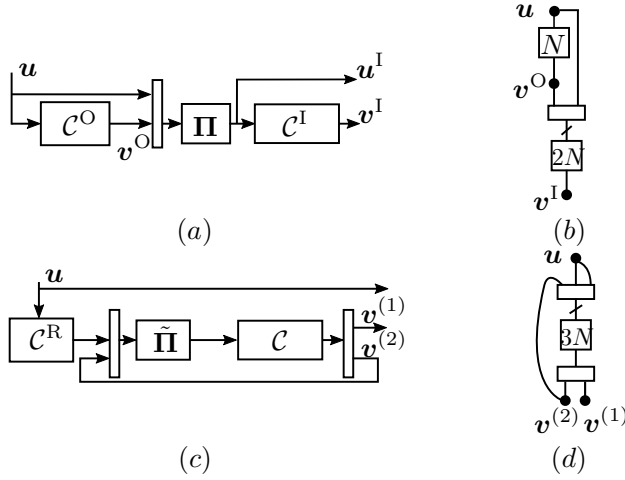 u
C^O
v^O
Π
u^I
C^I
v^I
(a)
u
N
v^O
2N
v^I
(b)
u
C^R
Π̃
C
v^(1)
v^(2)
(c)
u
3N
v^(2) v^(1)
(d)